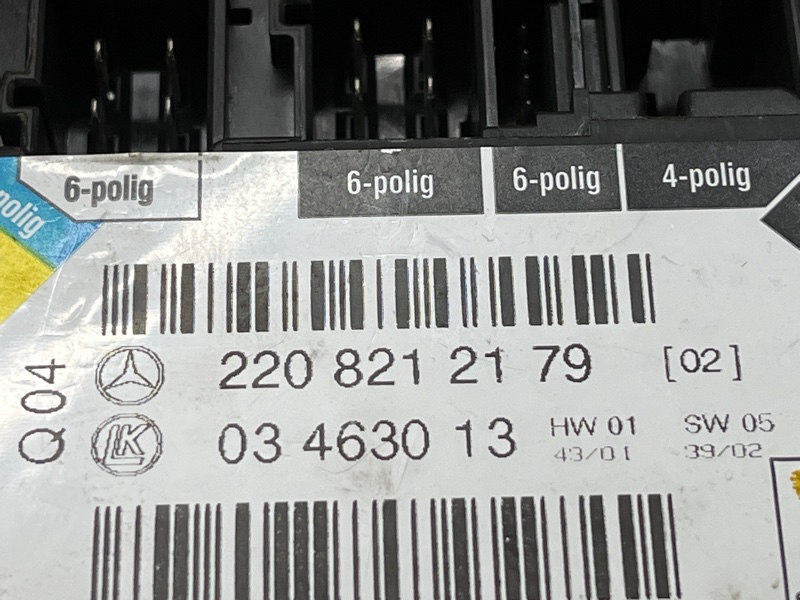 polig
6-polig
6-polig
6-polig
4-polig
Q 04
220 821 21 79 [02]
LK
03 4630 13
HW 01
43/01
SW 05
39/02